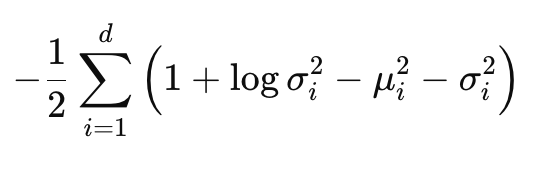 $-\frac{1}{2} \sum_{i=1}^{d} \left( 1 + \log \sigma_i^2 - \mu_i^2 - \sigma_i^2 \right)$